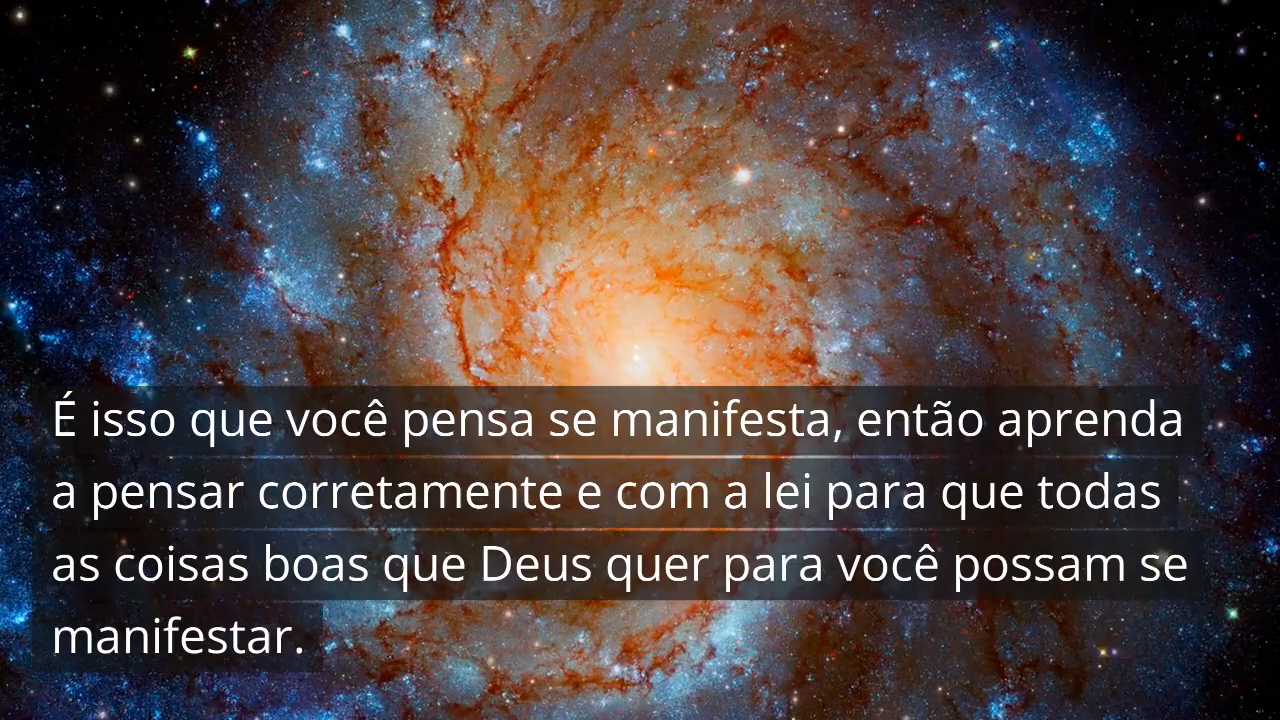 É isso que você pensa se manifesta, então aprenda
a pensar corretamente e com a lei para que todas
as coisas boas que Deus quer para você possam se
manifestar.